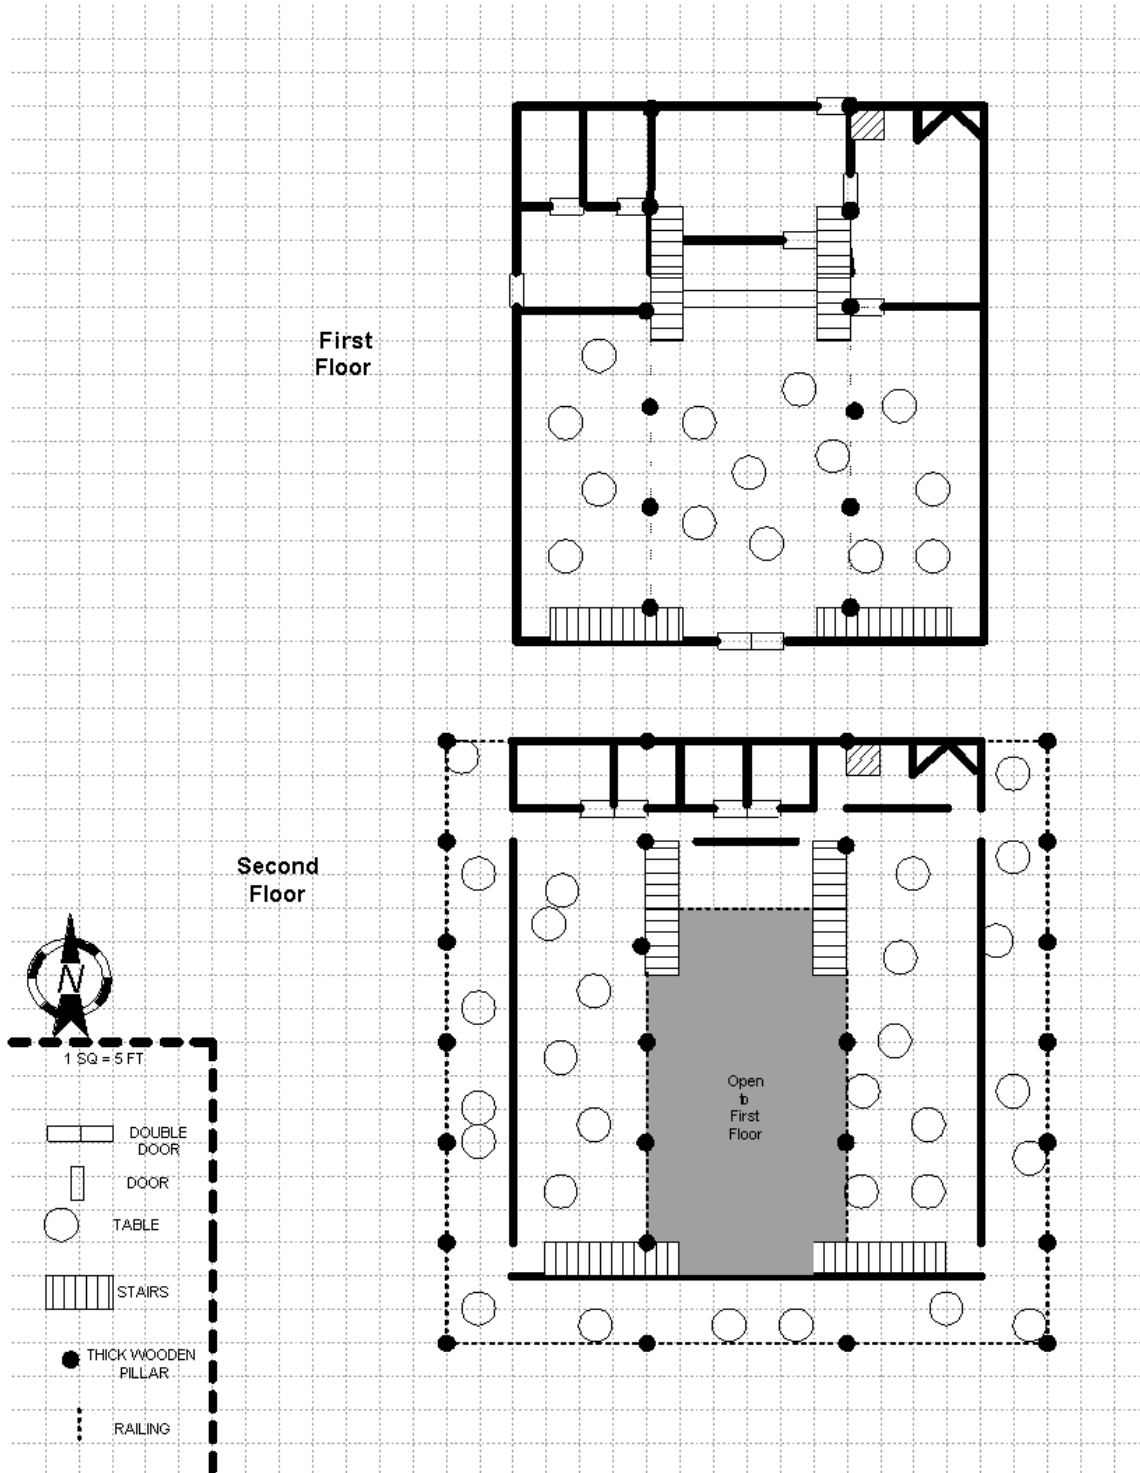 First
Floor
Second
Floor
N
1 SQ = 5 FT
Open
to
First
Floor
DOUBLE
DOOR
DOOR
TABLE
STAIRS
THICK WOODEN
PILLAR
RAILING